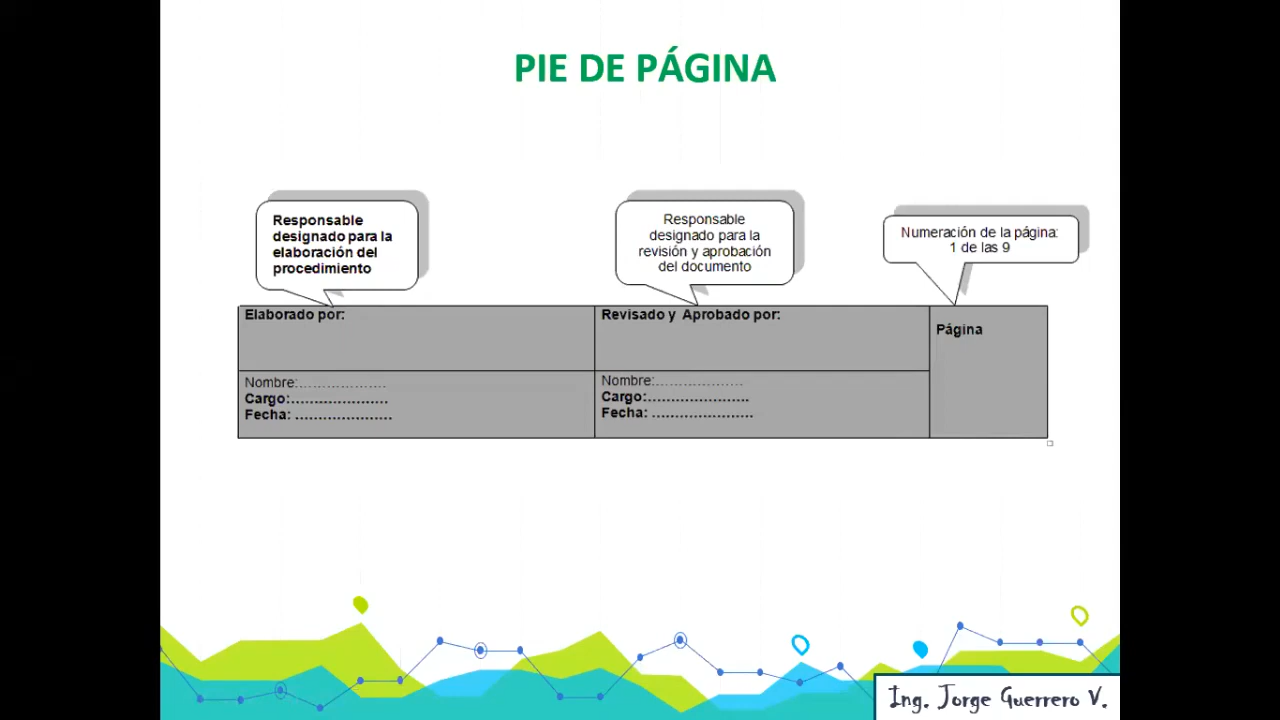 PIE DE PÁGINA
Responsable
designado para la
elaboración del
procedimiento
Responsable
designado para la
revisión y aprobación
del documento
Numeración de la página:
1 de las 9
Elaborado por:
Revisado y Aprobado por:
Página
Nombre:....................
Cargo:.....................
Fecha: .....................
Nombre:....................
Cargo:......................
Fecha: ......................
Ing. Jorge Guerrero V.